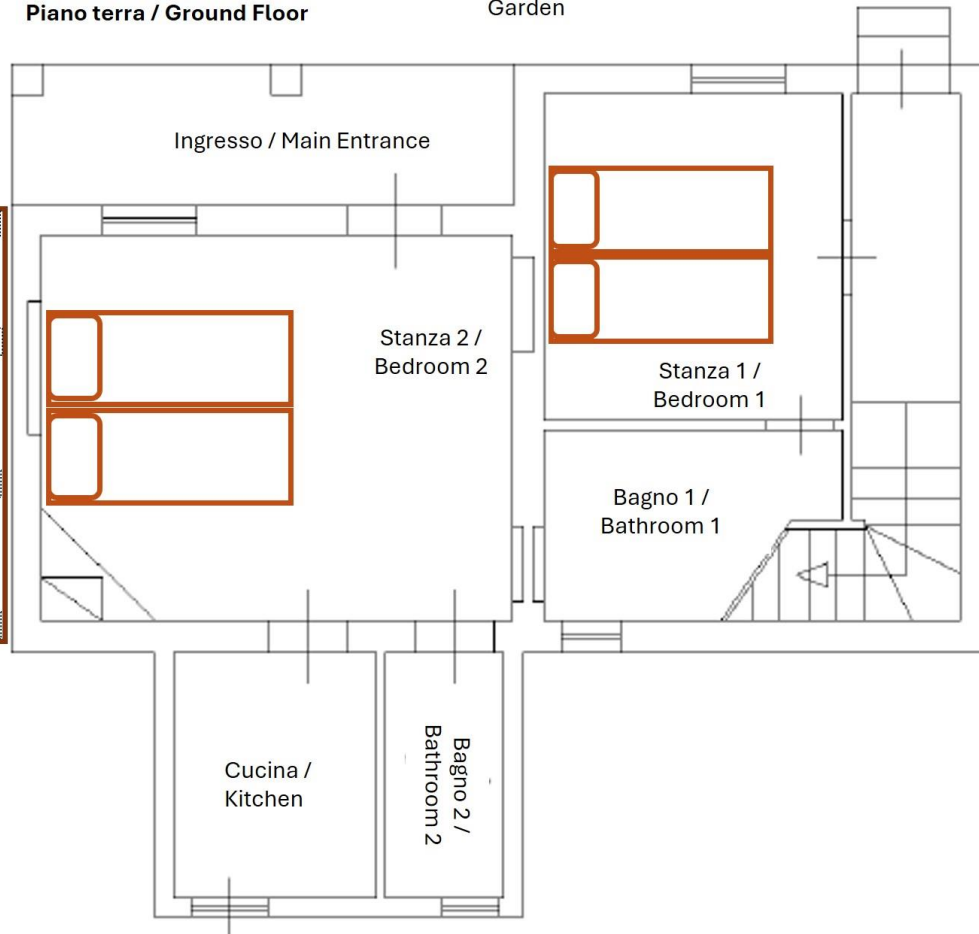 Piano terra / Ground Floor
Garden
Ingresso / Main Entrance
Stanza 2 /
Bedroom 2
Stanza 1 /
Bedroom 1
Bagno 1 /
Bathroom 1
Cucina /
Kitchen
Bagno 2 /
Bathroom 2